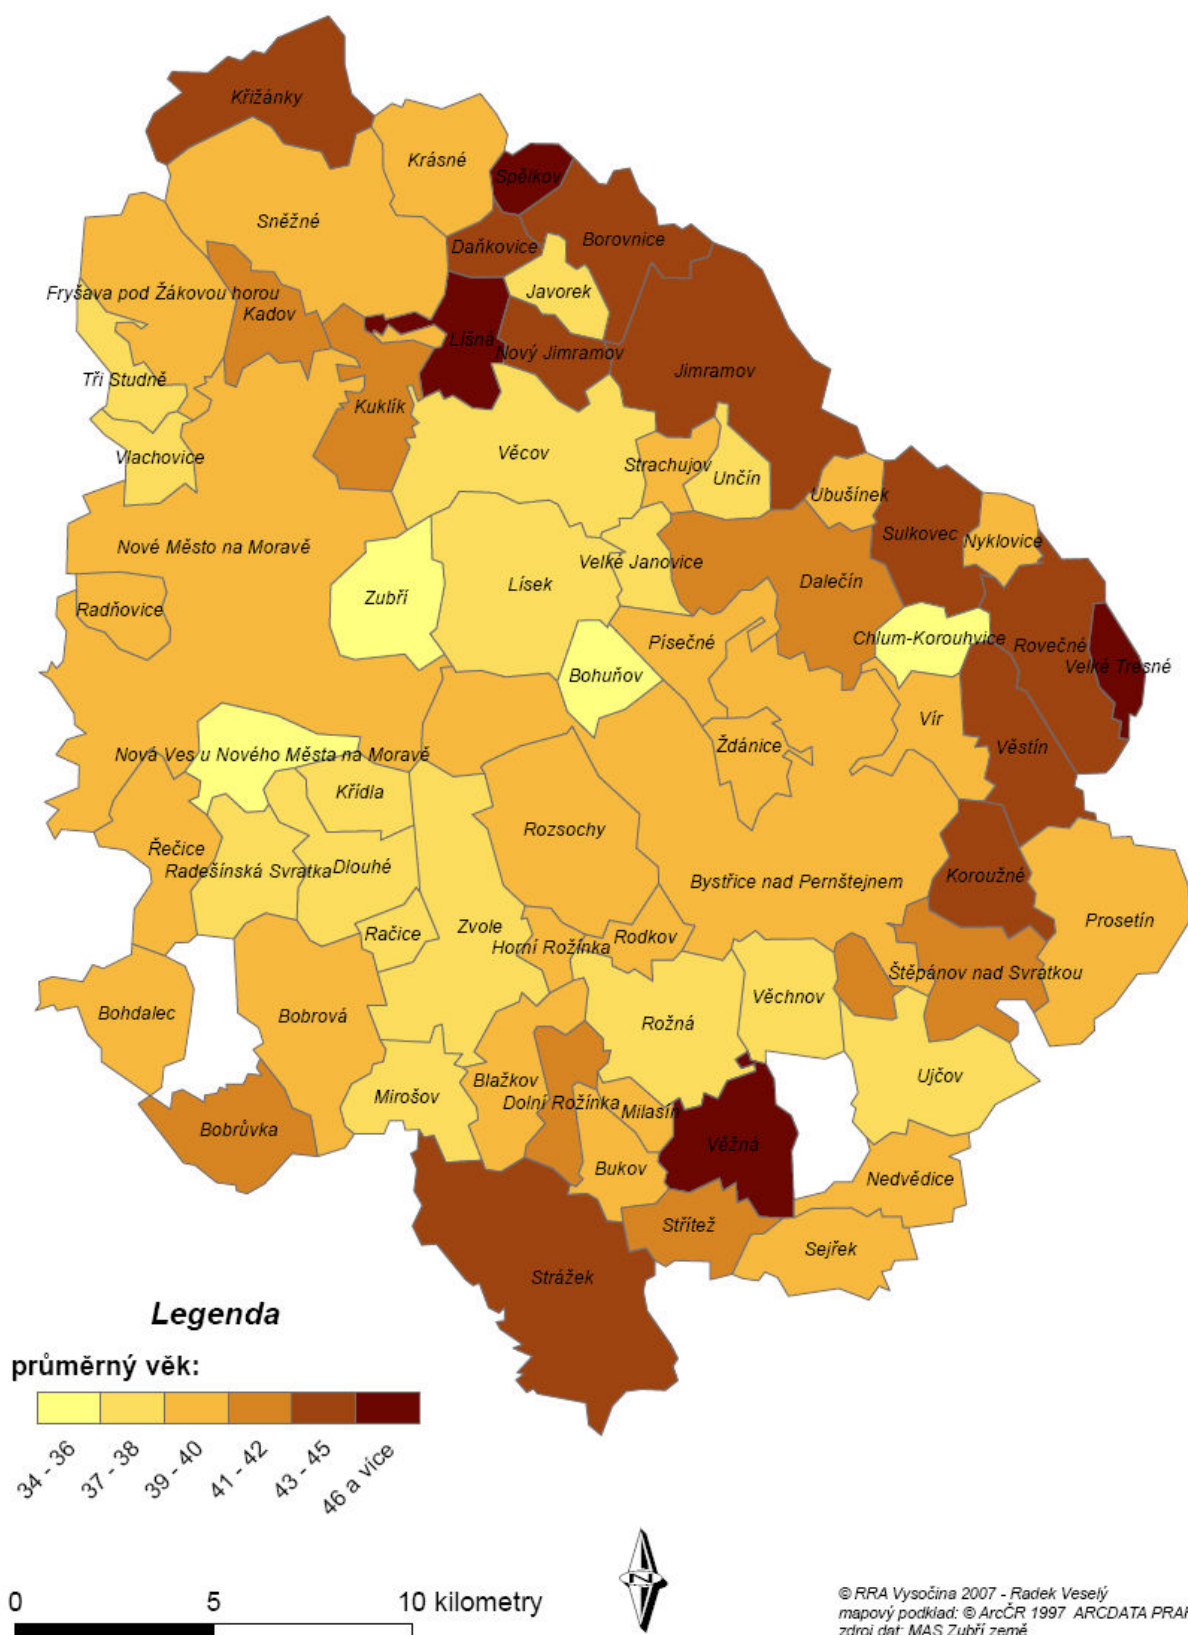 Křižánky
Krásné
Spělkov
Sněžné
Daňkovice
Borovnice
Fryšava pod Žákovou horou
Javorek
Kadov
Líšná
Nový Jimramov
Jimramov
Tři Studně
Kuklík
Vlachovice
Věcov
Strachujov
Unčín
Ubušínek
Sulkovec
Nyklovice
Nové Město na Moravě
Velké Janovice
Dalečín
Radňovice
Zubří
Lísek
Písečné
Chlum-Korouhvice
Rovečné
Velké Tresné
Bohuňov
Vír
Nová Ves u Nového Města na Moravě
Ždánice
Věstín
Křídla
Rozsochy
Řečice
Radešínská Svratka
Dlouhé
Bystřice nad Pernštejnem
Koroužné
Prosetín
Račice
Zvole
Horní Rožínka
Rodkov
Štěpánov nad Svratkou
Bohdalec
Bobrová
Rožná
Věchnov
Mirošov
Blažkov
Dolní Rožínka
Milasín
Ujčov
Bobrůvka
Věžná
Bukov
Nedvědice
Střítež
Sejřek
Strážek
Legenda
průměrný věk:
34 - 36
37 - 38
39 - 40
41 - 42
43 - 45
46 a více
N
0 5 10 kilometry
© RRA Vysočina 2007 - Radek Veselý
mapový podklad: © ArcČR 1997 ARCDATA
zdroj dat: MAS Zubří země